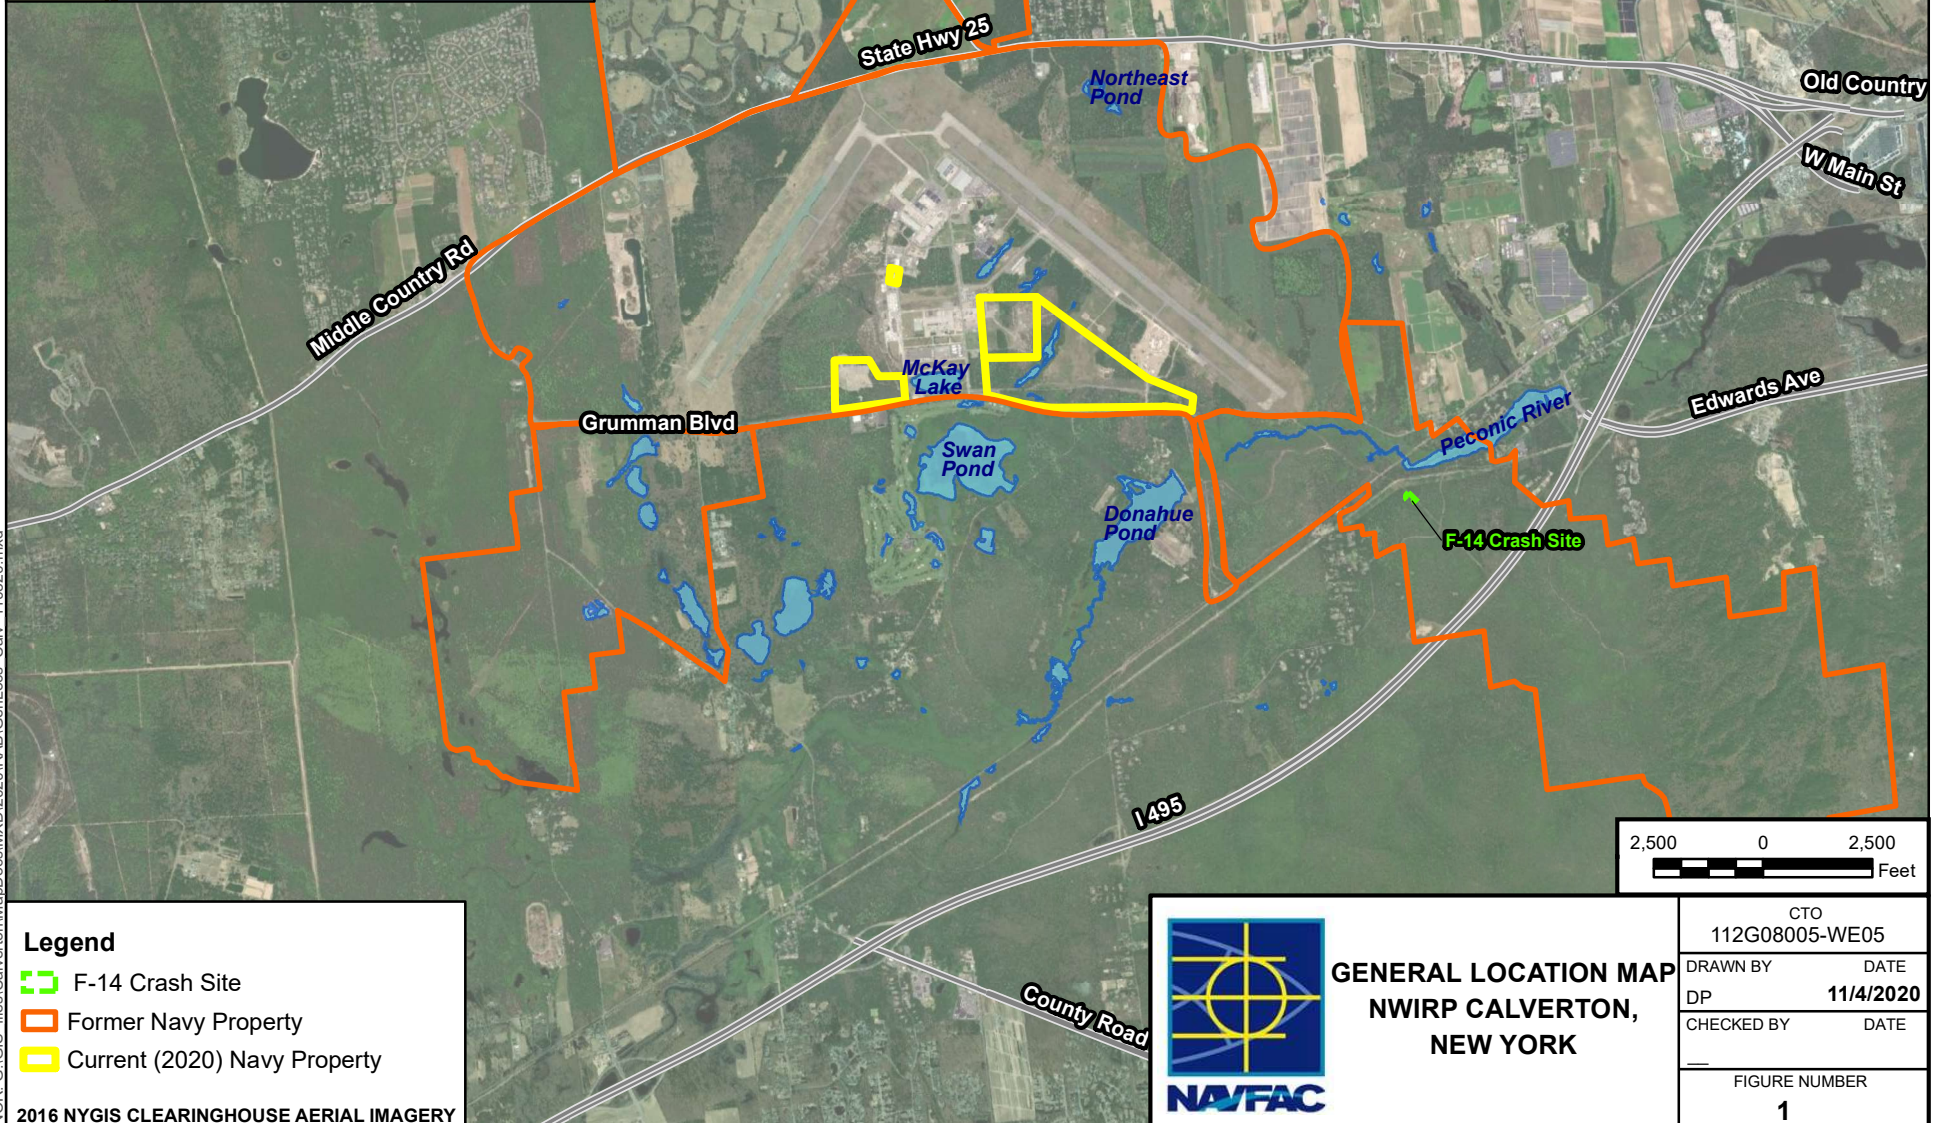 State Hwy 25
Northeast
Pond
Old Country
W Main St
Middle Country Rd
McKay
Lake
Grumman Blvd
Edwards Ave
Peconic River
Swan
Pond
Donahue
Pond
F-14 Crash Site
I 495
County Road
2,500 0 2,500
Feet
Legend
F-14 Crash Site
Former Navy Property
Current (2020) Navy Property
2016 NYGIS CLEARINGHOUSE AERIAL IMAGERY
NAVFAC
GENERAL LOCATION MAP
NWIRP CALVERTON,
NEW YORK
CTO
112G08005-WE05
DRAWN BY DATE
DP 11/4/2020
CHECKED BY DATE
__
FIGURE NUMBER
1